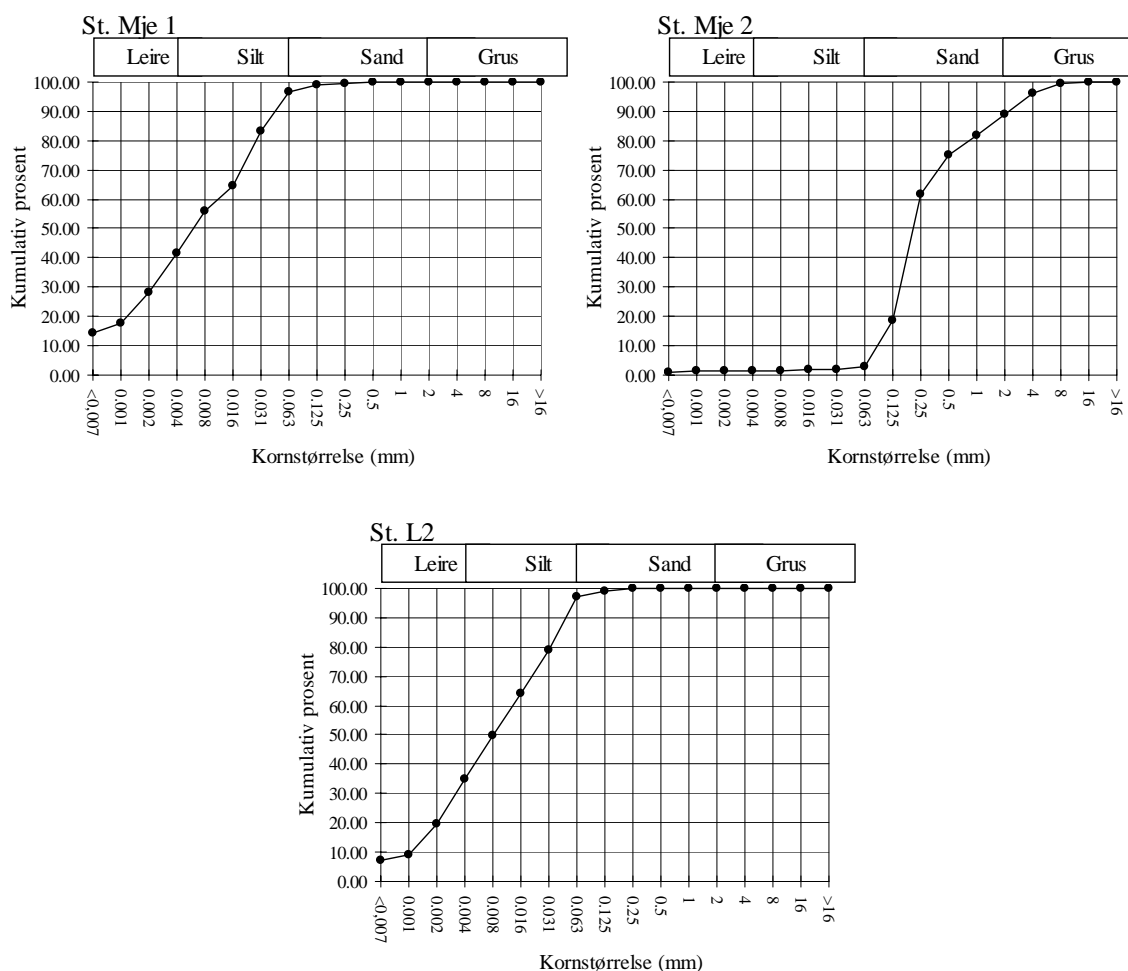 St. Mje 1
Leire Silt Sand Grus
100.00
90.00
80.00
70.00
60.00
50.00
40.00
30.00
20.00
10.00
0.00
Kumulativ prosent
<0,007 0.001 0.002 0.004 0.008 0.016 0.031 0.063 0.125 0.25 0.5 1 2 4 8 16 >16
Kornstørrelse (mm)
St. Mje 2
Leire Silt Sand Grus
100.00
90.00
80.00
70.00
60.00
50.00
40.00
30.00
20.00
10.00
0.00
Kumulativ prosent
<0,007 0.001 0.002 0.004 0.008 0.016 0.031 0.063 0.125 0.25 0.5 1 2 4 8 16 >16
Kornstørrelse (mm)
St. L2
Leire Silt Sand Grus
100.00
90.00
80.00
70.00
60.00
50.00
40.00
30.00
20.00
10.00
0.00
Kumulativ prosent
<0,007 0.001 0.002 0.004 0.008 0.016 0.031 0.063 0.125 0.25 0.5 1 2 4 8 16 >16
Kornstørrelse (mm)